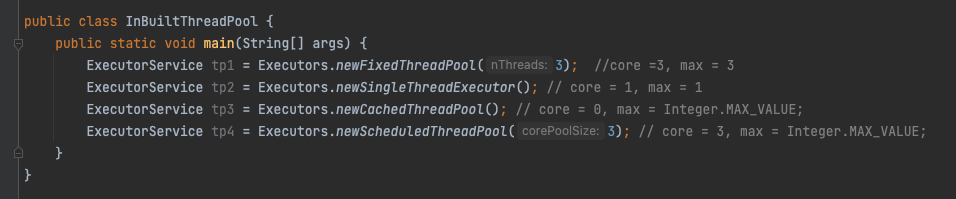 public class InBuiltThreadPool {
    public static void main(String[] args) {
        ExecutorService tp1 = Executors.newFixedThreadPool( nThreads: 3);  //core =3, max = 3
        ExecutorService tp2 = Executors.newSingleThreadExecutor(); // core = 1, max = 1
        ExecutorService tp3 = Executors.newCachedThreadPool(); // core = 0, max = Integer.MAX_VALUE;
        ExecutorService tp4 = Executors.newScheduledThreadPool( corePoolSize: 3); // core = 3, max = Integer.MAX_VALUE;
    }
}